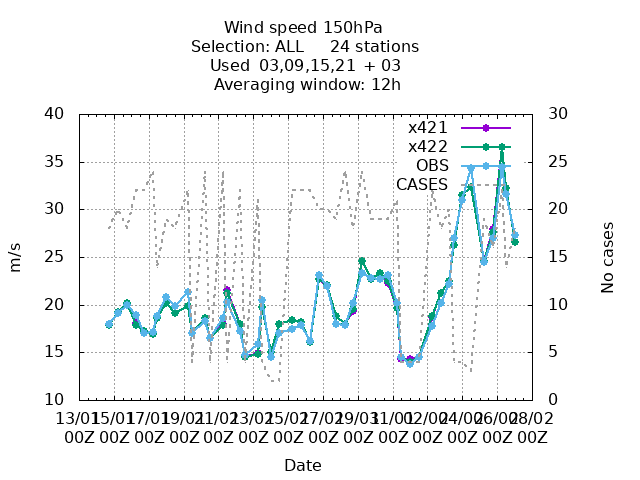 Wind speed 150hPa
Selection: ALL 24 stations
Used 03,09,15,21 + 03
Averaging window: 12h
m/s
40
35
30
25
20
15
10
x421
x422
OBS
CASES
30
25
20
15
10
5
0
No cases
13/01 15/01 17/01 19/01 21/01 23/01 25/01 27/01 29/01 31/01 02/02 04/02 06/02 08/02
00Z 00Z 00Z 00Z 00Z 00Z 00Z 00Z 00Z 00Z 00Z 00Z 00Z 00Z
Date